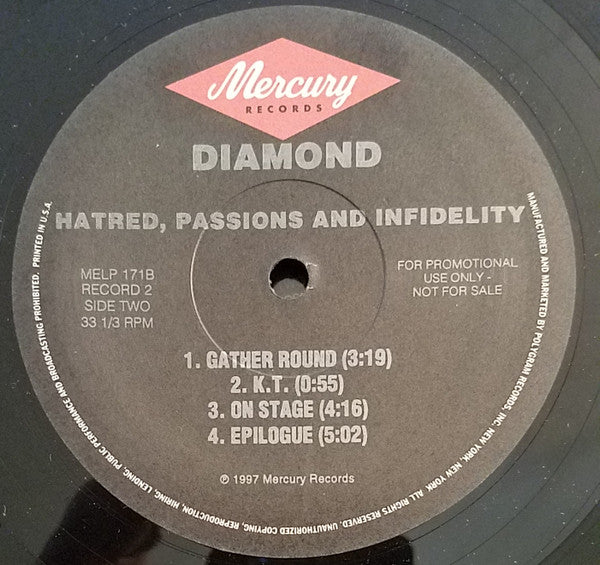 Mercury
RECORDS
DIAMOND
HATRED, PASSIONS AND INFIDELITY
MELP 171B
RECORD 2
SIDE TWO
33 1/3 RPM
FOR PROMOTIONAL
USE ONLY -
NOT FOR SALE
1. GATHER ROUND (3:19)
2. K.T. (0:55)
3. ON STAGE (4:16)
4. EPILOGUE (5:02)
℗ 1997 Mercury Records
MANUFACTURED AND MARKETED BY POLYGRAM RECORDS, INC. NEW YORK, NEW YORK. ALL RIGHTS RESERVED. UNAUTHORIZED COPYING, REPRODUCTION, HIRING, LENDING, PUBLIC PERFORMANCE AND BROADCASTING PROHIBITED. PRINTED IN U.S.A.